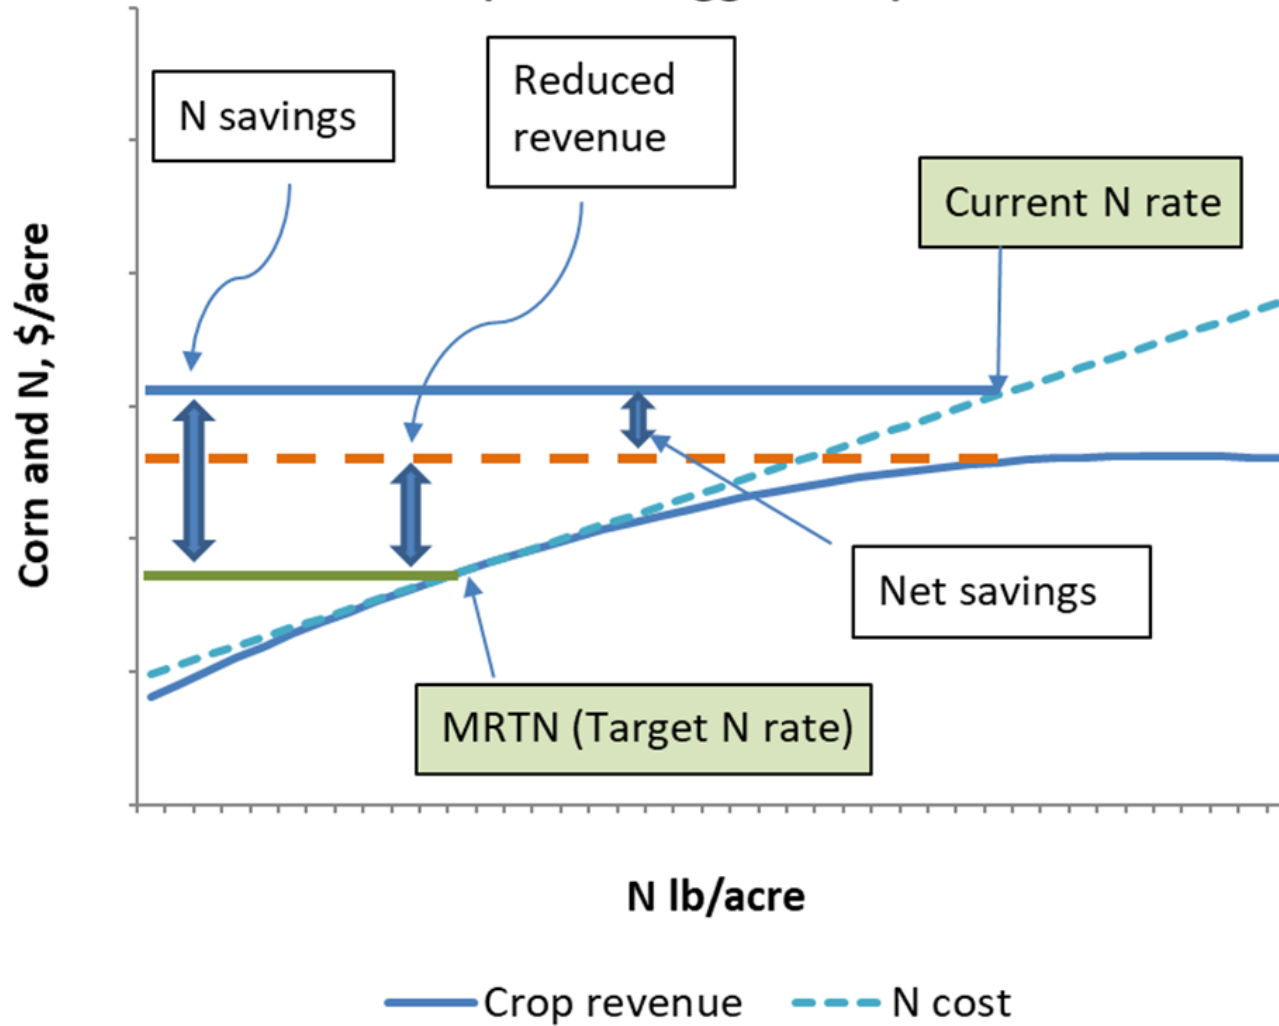 N savings
Reduced
revenue
Current N rate
Corn and N, $/acre
Net savings
MRTN (Target N rate)
N lb/acre
Crop revenue
N cost